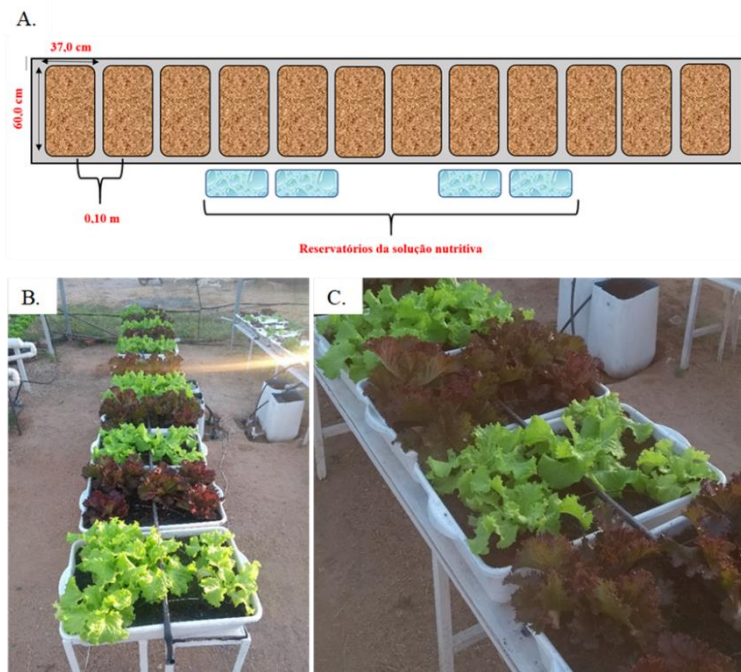 A.
37,0 cm
60,0 cm
0,10 m
Reservatórios da solução nutritiva
B.
C.